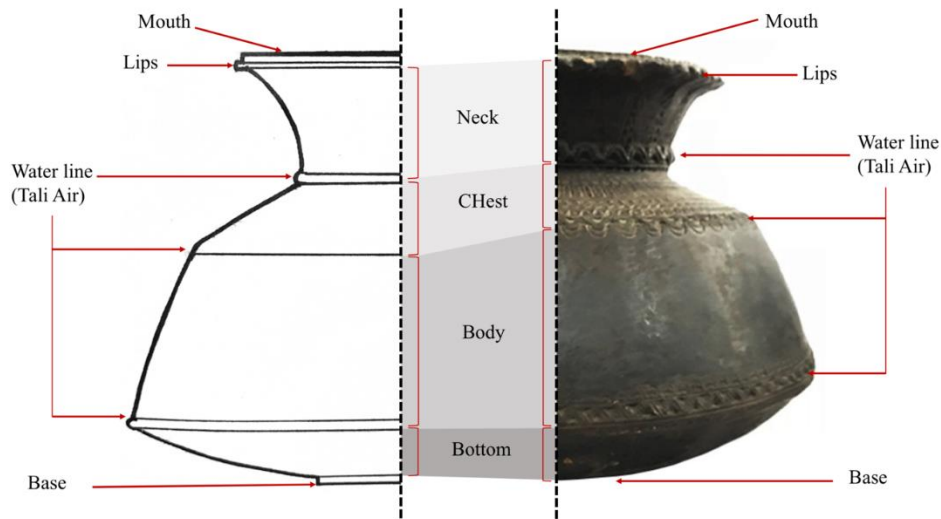 Mouth
Lips
Water line
(Tali Air)
Base
Neck
CHest
Body
Bottom
Mouth
Lips
Water line
(Tali Air)
Base